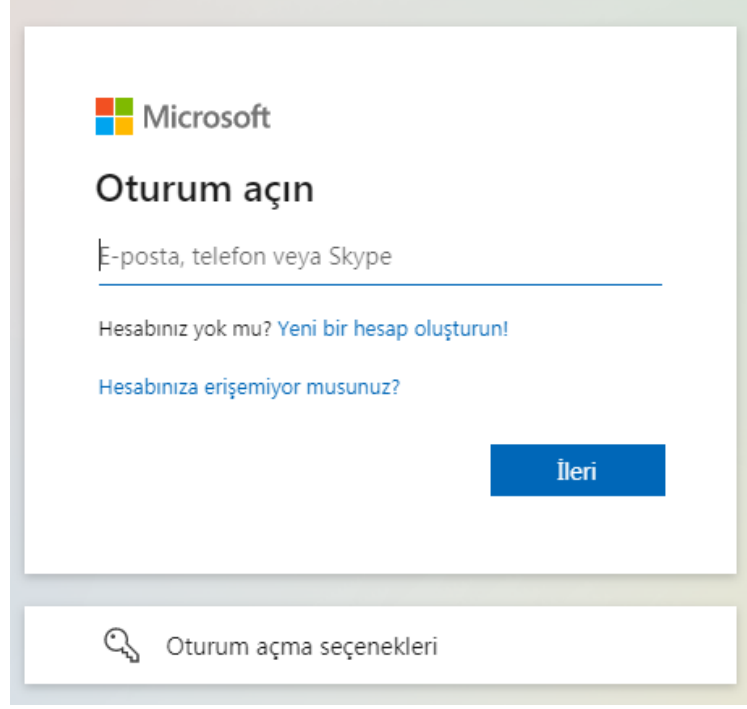 Microsoft
Oturum açın
E-posta, telefon veya Skype
Hesabınız yok mu? Yeni bir hesap oluşturun!
Hesabınıza erişemiyor musunuz?
İleri
Oturum açma seçenekleri